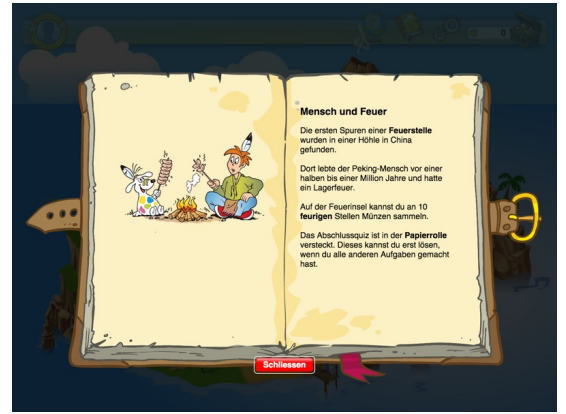 0
Mensch und Feuer
Die ersten Spuren einer Feuerstelle
wurden in einer Höhle in China
gefunden.
Dort lebte der Peking-Mensch vor einer
halben bis einer Million Jahre und hatte
ein Lagerfeuer.
Auf der Feuerinsel kannst du an 10
feurigen Stellen Münzen sammeln.
Das Abschlussquiz ist in der Papierrolle
versteckt. Dieses kannst du erst lösen,
wenn du alle anderen Aufgaben gemacht
hast.
Schliessen